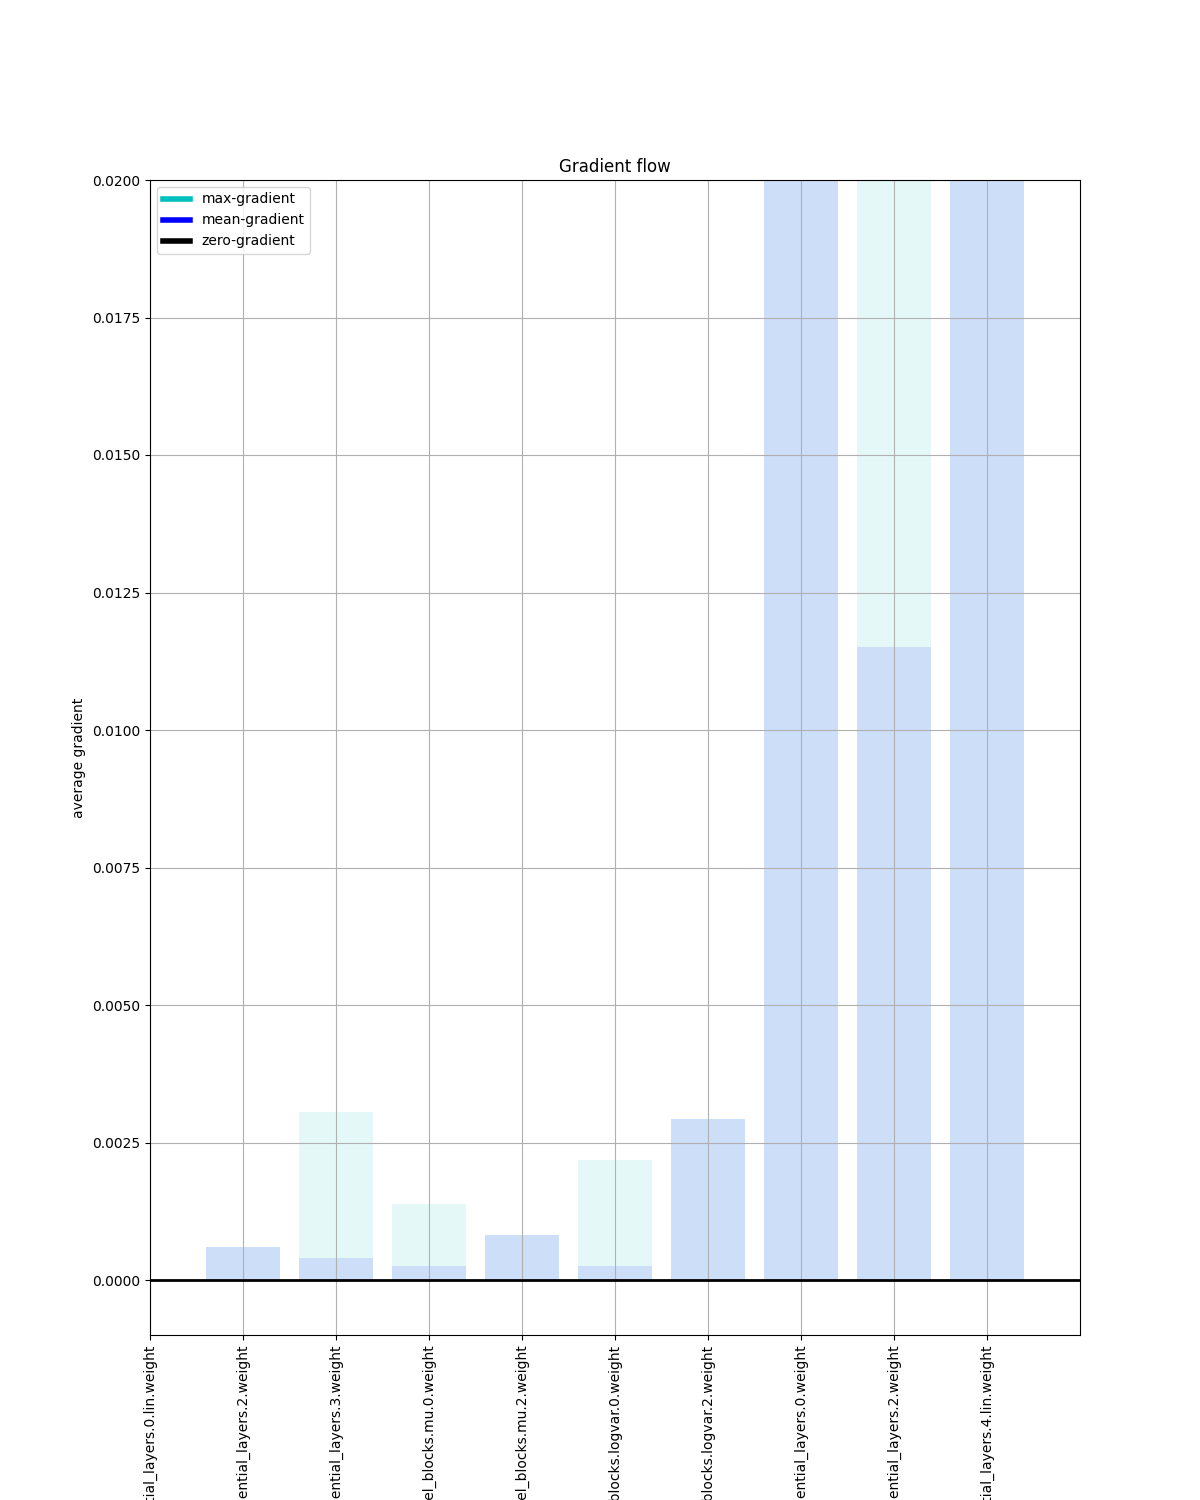 Gradient flow
max-gradient
mean-gradient
zero-gradient
0.0200
0.0175
0.0150
0.0125
0.0100
0.0075
0.0050
0.0025
0.0000
average gradient
tial_layers.0.lin.weight
ential_layers.2.weight
ential_layers.3.weight
el_blocks.mu.0.weight
el_blocks.mu.2.weight
blocks.logvar.0.weight
blocks.logvar.2.weight
ential_layers.0.weight
ential_layers.2.weight
tial_layers.4.lin.weight